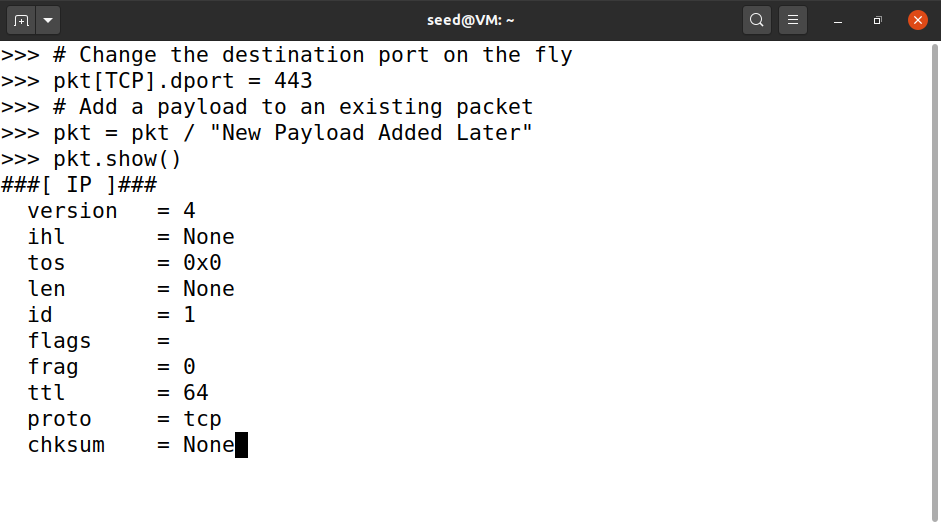 seed@VM: ~
>>> # Change the destination port on the fly
>>> pkt[TCP].dport = 443
>>> # Add a payload to an existing packet
>>> pkt = pkt / "New Payload Added Later"
>>> pkt.show()
###[ IP ]###
  version   = 4
  ihl       = None
  tos       = 0x0
  len       = None
  id        = 1
  flags     =
  frag      = 0
  ttl       = 64
  proto     = tcp
  chksum    = None